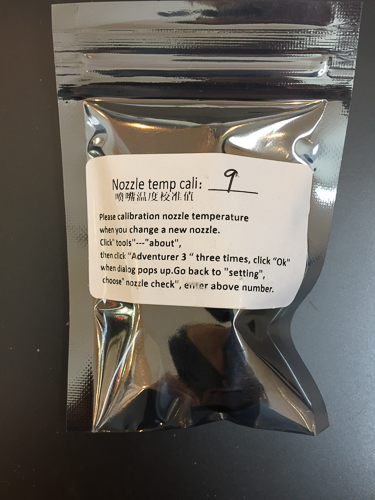 Nozzle temp cali: 9
喷嘴温度校准值
Please calibration nozzle temperature
when you change a new nozzle.
Click" tools"---"about",
then click "Adventurer 3 " three times, click "Ok"
when dialog pops up.Go back to "setting",
choose" nozzle check", enter above number.